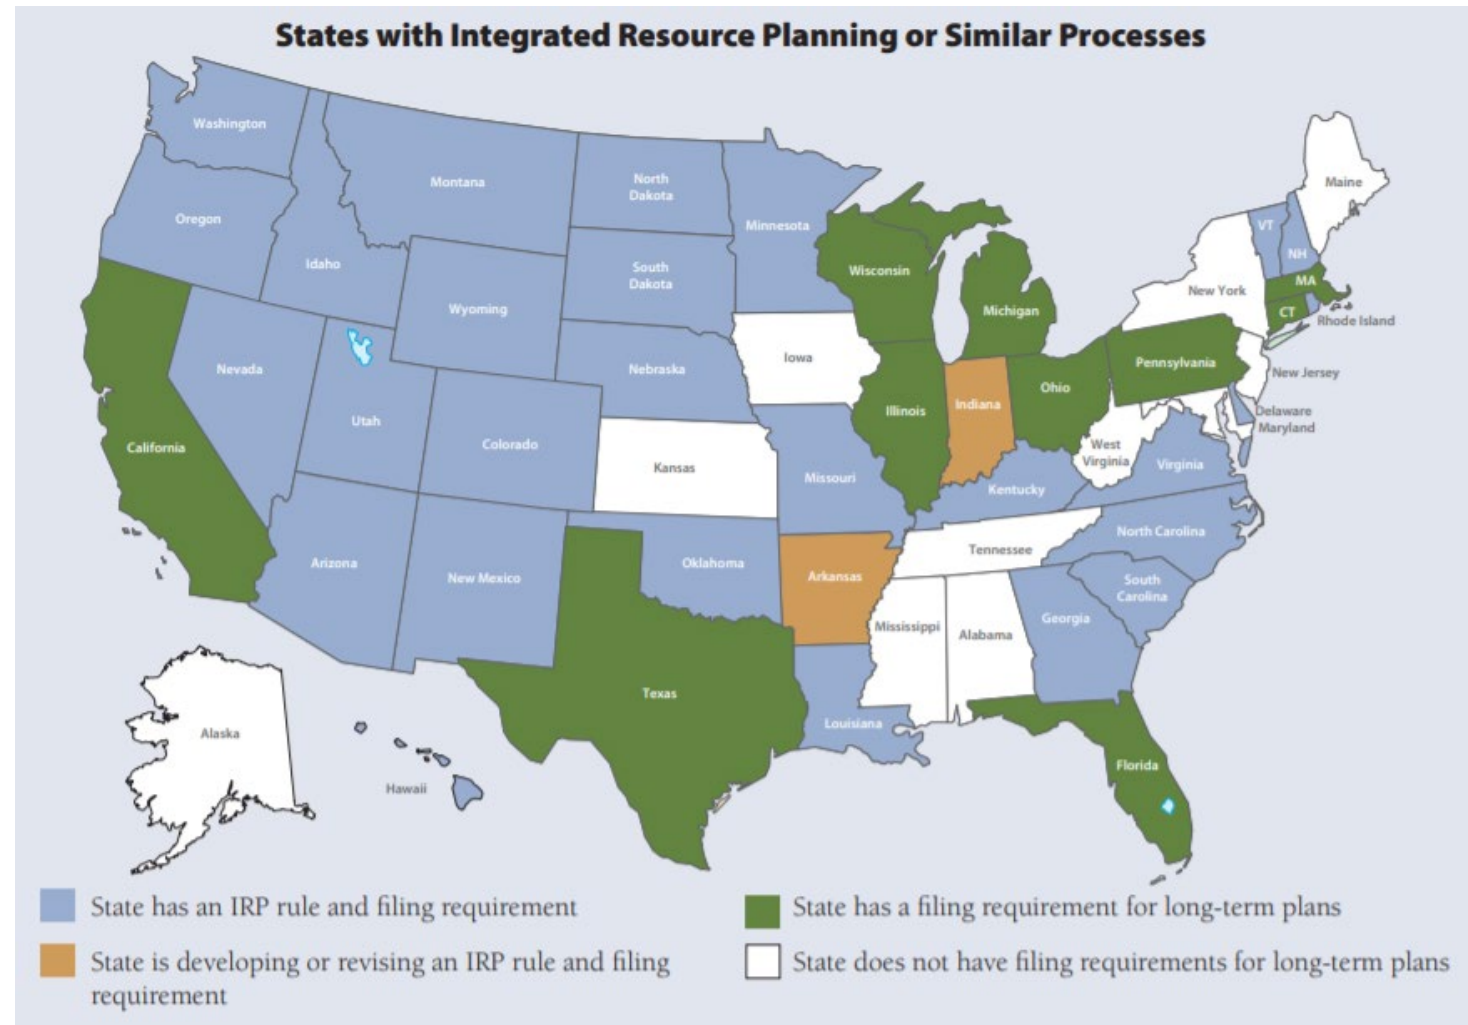 States with Integrated Resource Planning or Similar Processes
Washington
Oregon
Idaho
Montana
North
Dakota
Minnesota
South
Dakota
Wyoming
Wisconsin
Michigan
Maine
VT
NH
New York
MA
CT
Rhode Island
California
Nevada
Utah
Colorado
Nebraska
Iowa
Illinois
Indiana
Ohio
Pennsylvania
New Jersey
Delaware
Maryland
West
Virginia
Virginia
Kansas
Missouri
Kentucky
Arizona
New Mexico
Oklahoma
Arkansas
Tennessee
North Carolina
South
Carolina
Mississippi
Alabama
Georgia
Texas
Louisiana
Florida
Alaska
Hawaii
State has an IRP rule and filing requirement
State is developing or revising an IRP rule and filing
requirement
State has a filing requirement for long-term plans
State does not have filing requirements for long-term plans